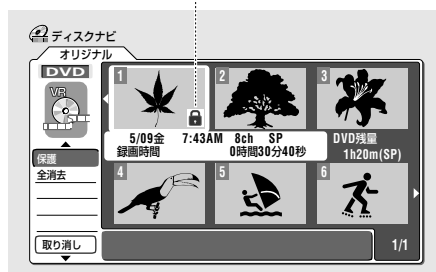 ディスクナビ
オリジナル
DVD
VR
保護
全消去
取り消し
1
2
3
5/09金 7:43AM 8ch SP
録画時間 0時間30分40秒
DVD残量
1h20m(SP)
4
5
6
1/1